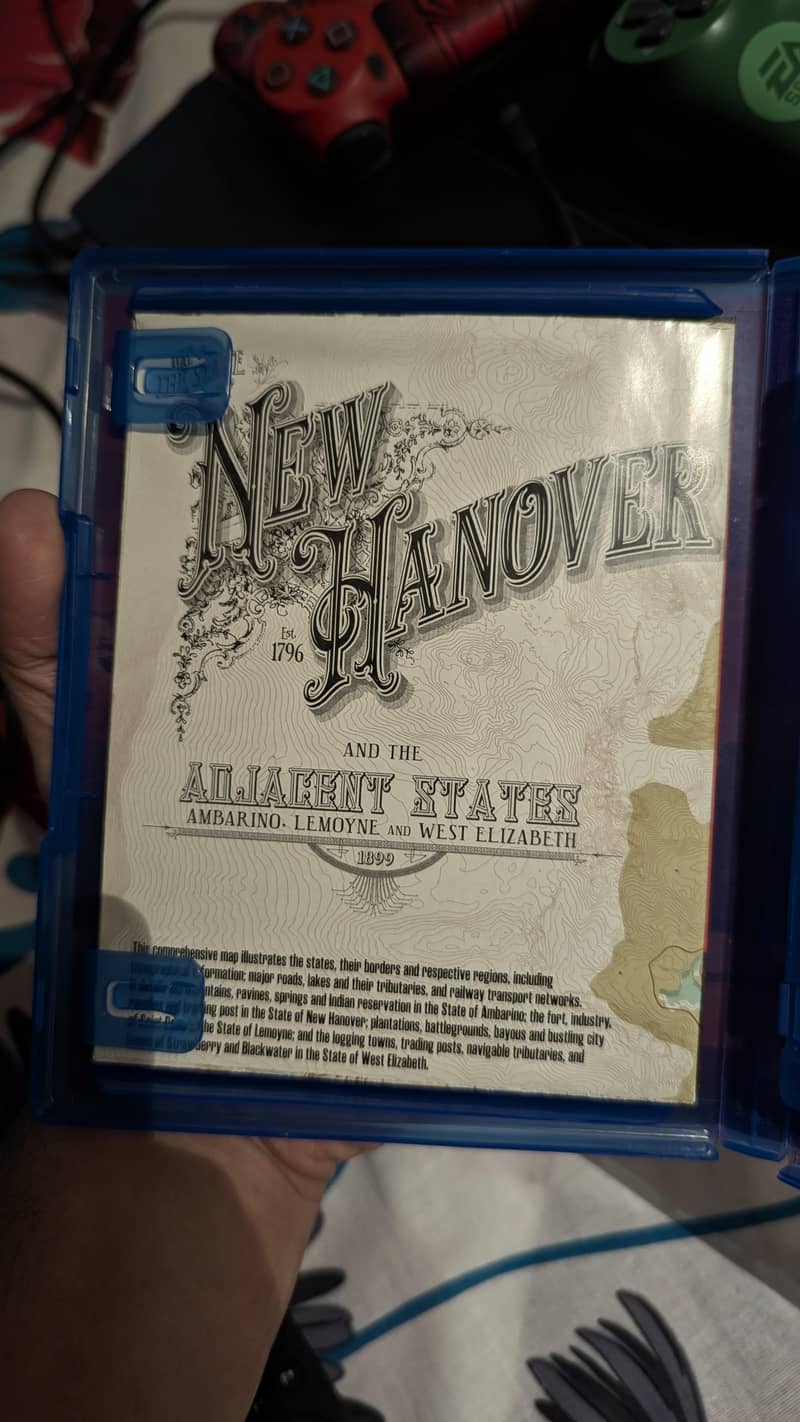 NEW
HANOVER
Est.
1796
AND THE
ADJACENT STATES
AMBARINO, LEMOYNE AND WEST ELIZABETH
1899
This comprehensive map illustrates the states, their borders and respective regions, including
information; major roads, lakes and their tributaries, and railway transport networks.
mountains, ravines, springs and Indian reservation in the State of Ambarino; the fort, industry,
post in the State of New Hanover; plantations, battlegrounds, bayous and bustling city
of the State of Lemoyne; and the logging towns, trading posts, navigable tributaries, and
Strawberry and Blackwater in the State of West Elizabeth.